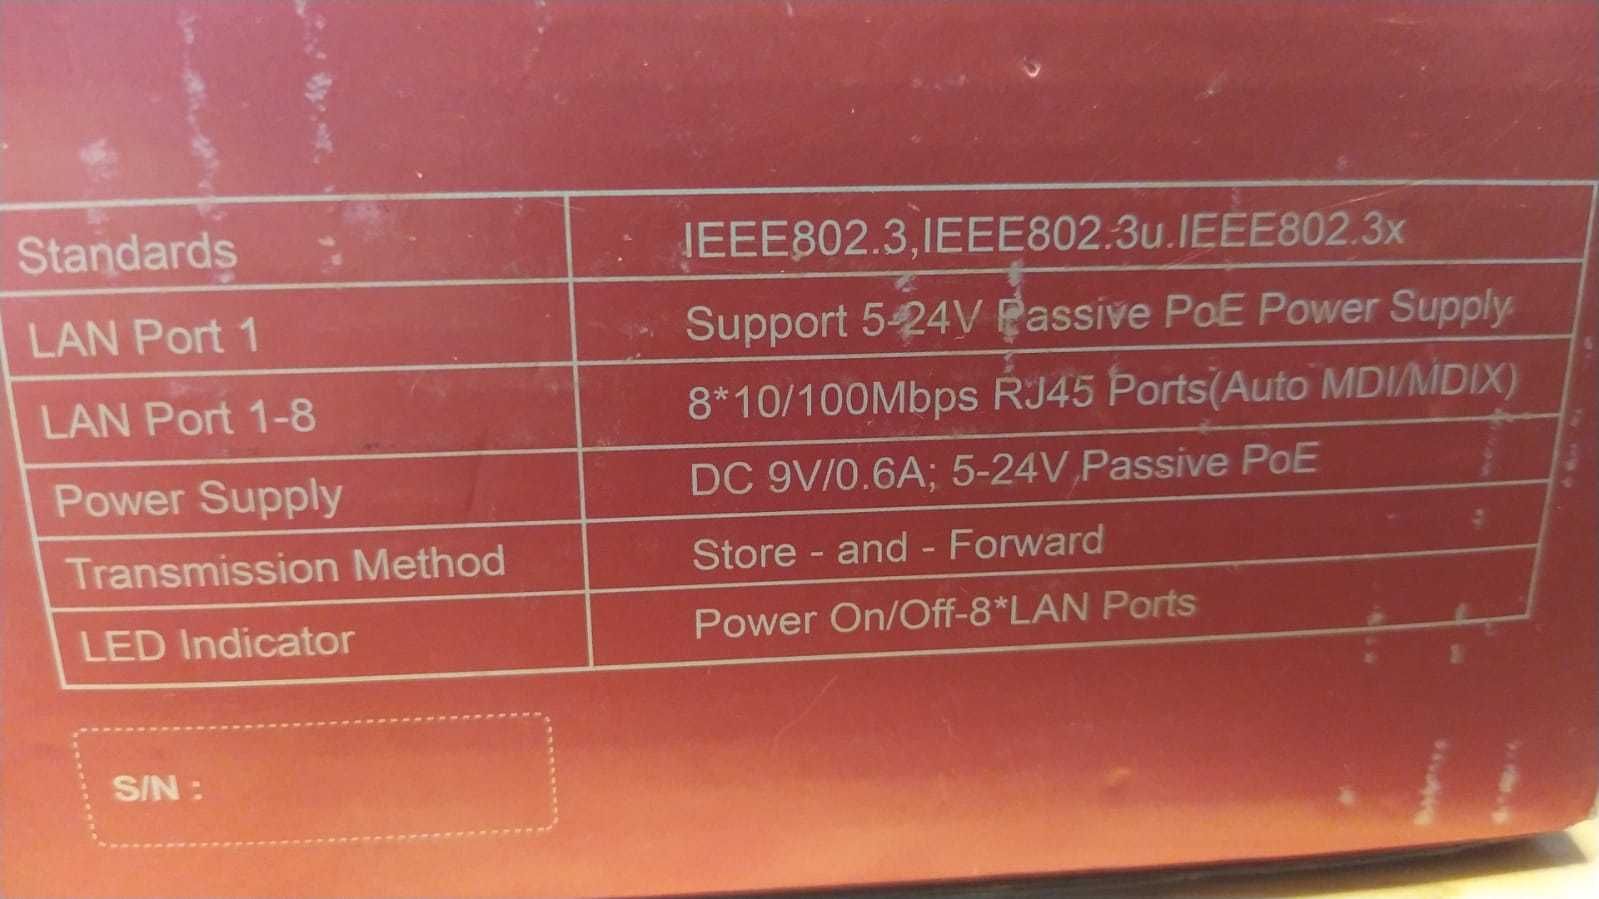 Standards IEEE802.3,IEEE802.3u.IEEE802.3x
LAN Port 1 Support 5-24V Passive PoE Power Supply
LAN Port 1-8 8*10/100Mbps RJ45 Ports(Auto MDI/MDIX)
Power Supply DC 9V/0.6A; 5-24V Passive PoE
Transmission Method Store - and - Forward
LED Indicator Power On/Off-8*LAN Ports
S/N :